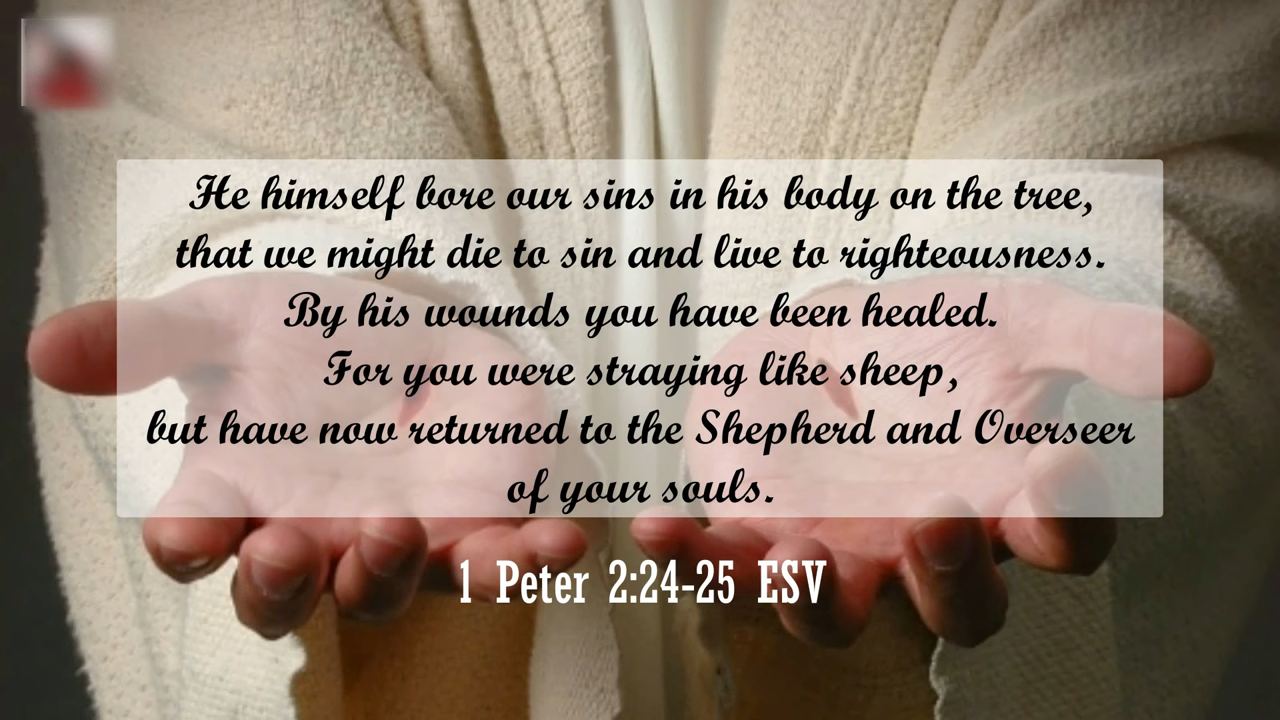 He himself bore our sins in his body on the tree,
that we might die to sin and live to righteousness.
By his wounds you have been healed.
For you were straying like sheep,
but have now returned to the Shepherd and Overseer
of your souls.
1 Peter 2:24-25 ESV